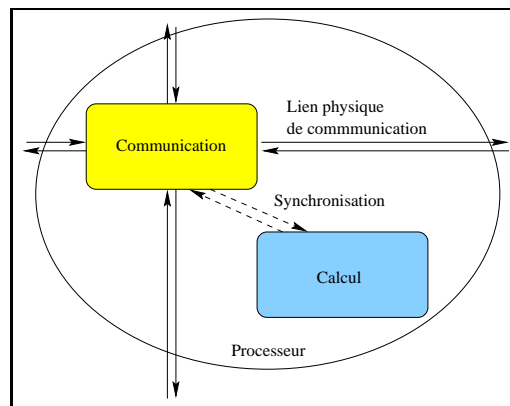 Lien physique
de commmunication
Communication
Synchronisation
Calcul
Processeur